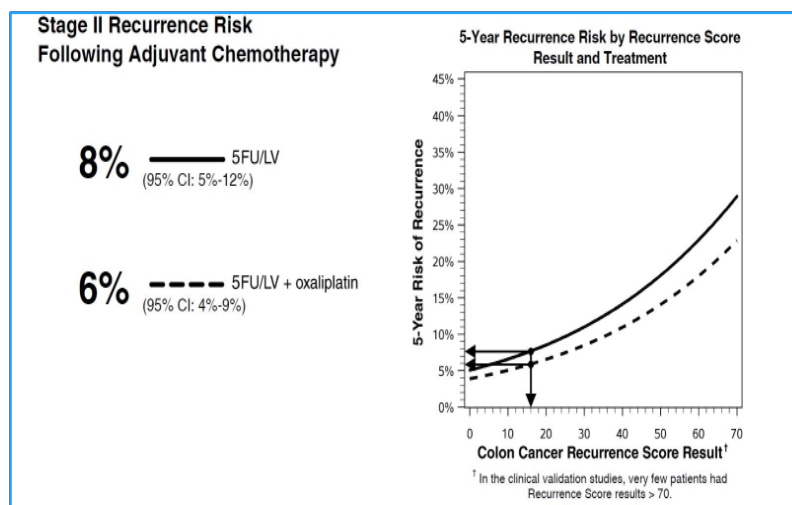 Stage II Recurrence Risk
Following Adjuvant Chemotherapy
8%
5FU/LV
(95% CI: 5%-12%)
6%
5FU/LV + oxaliplatin
(95% CI: 4%-9%)
5-Year Recurrence Risk by Recurrence Score
Result and Treatment
5-Year Risk of Recurrence
45%
40%
35%
30%
25%
20%
15%
10%
5%
0%
0 10 20 30 40 50 60 70
Colon Cancer Recurrence Score Result†
† In the clinical validation studies, very few patients had
Recurrence Score results > 70.